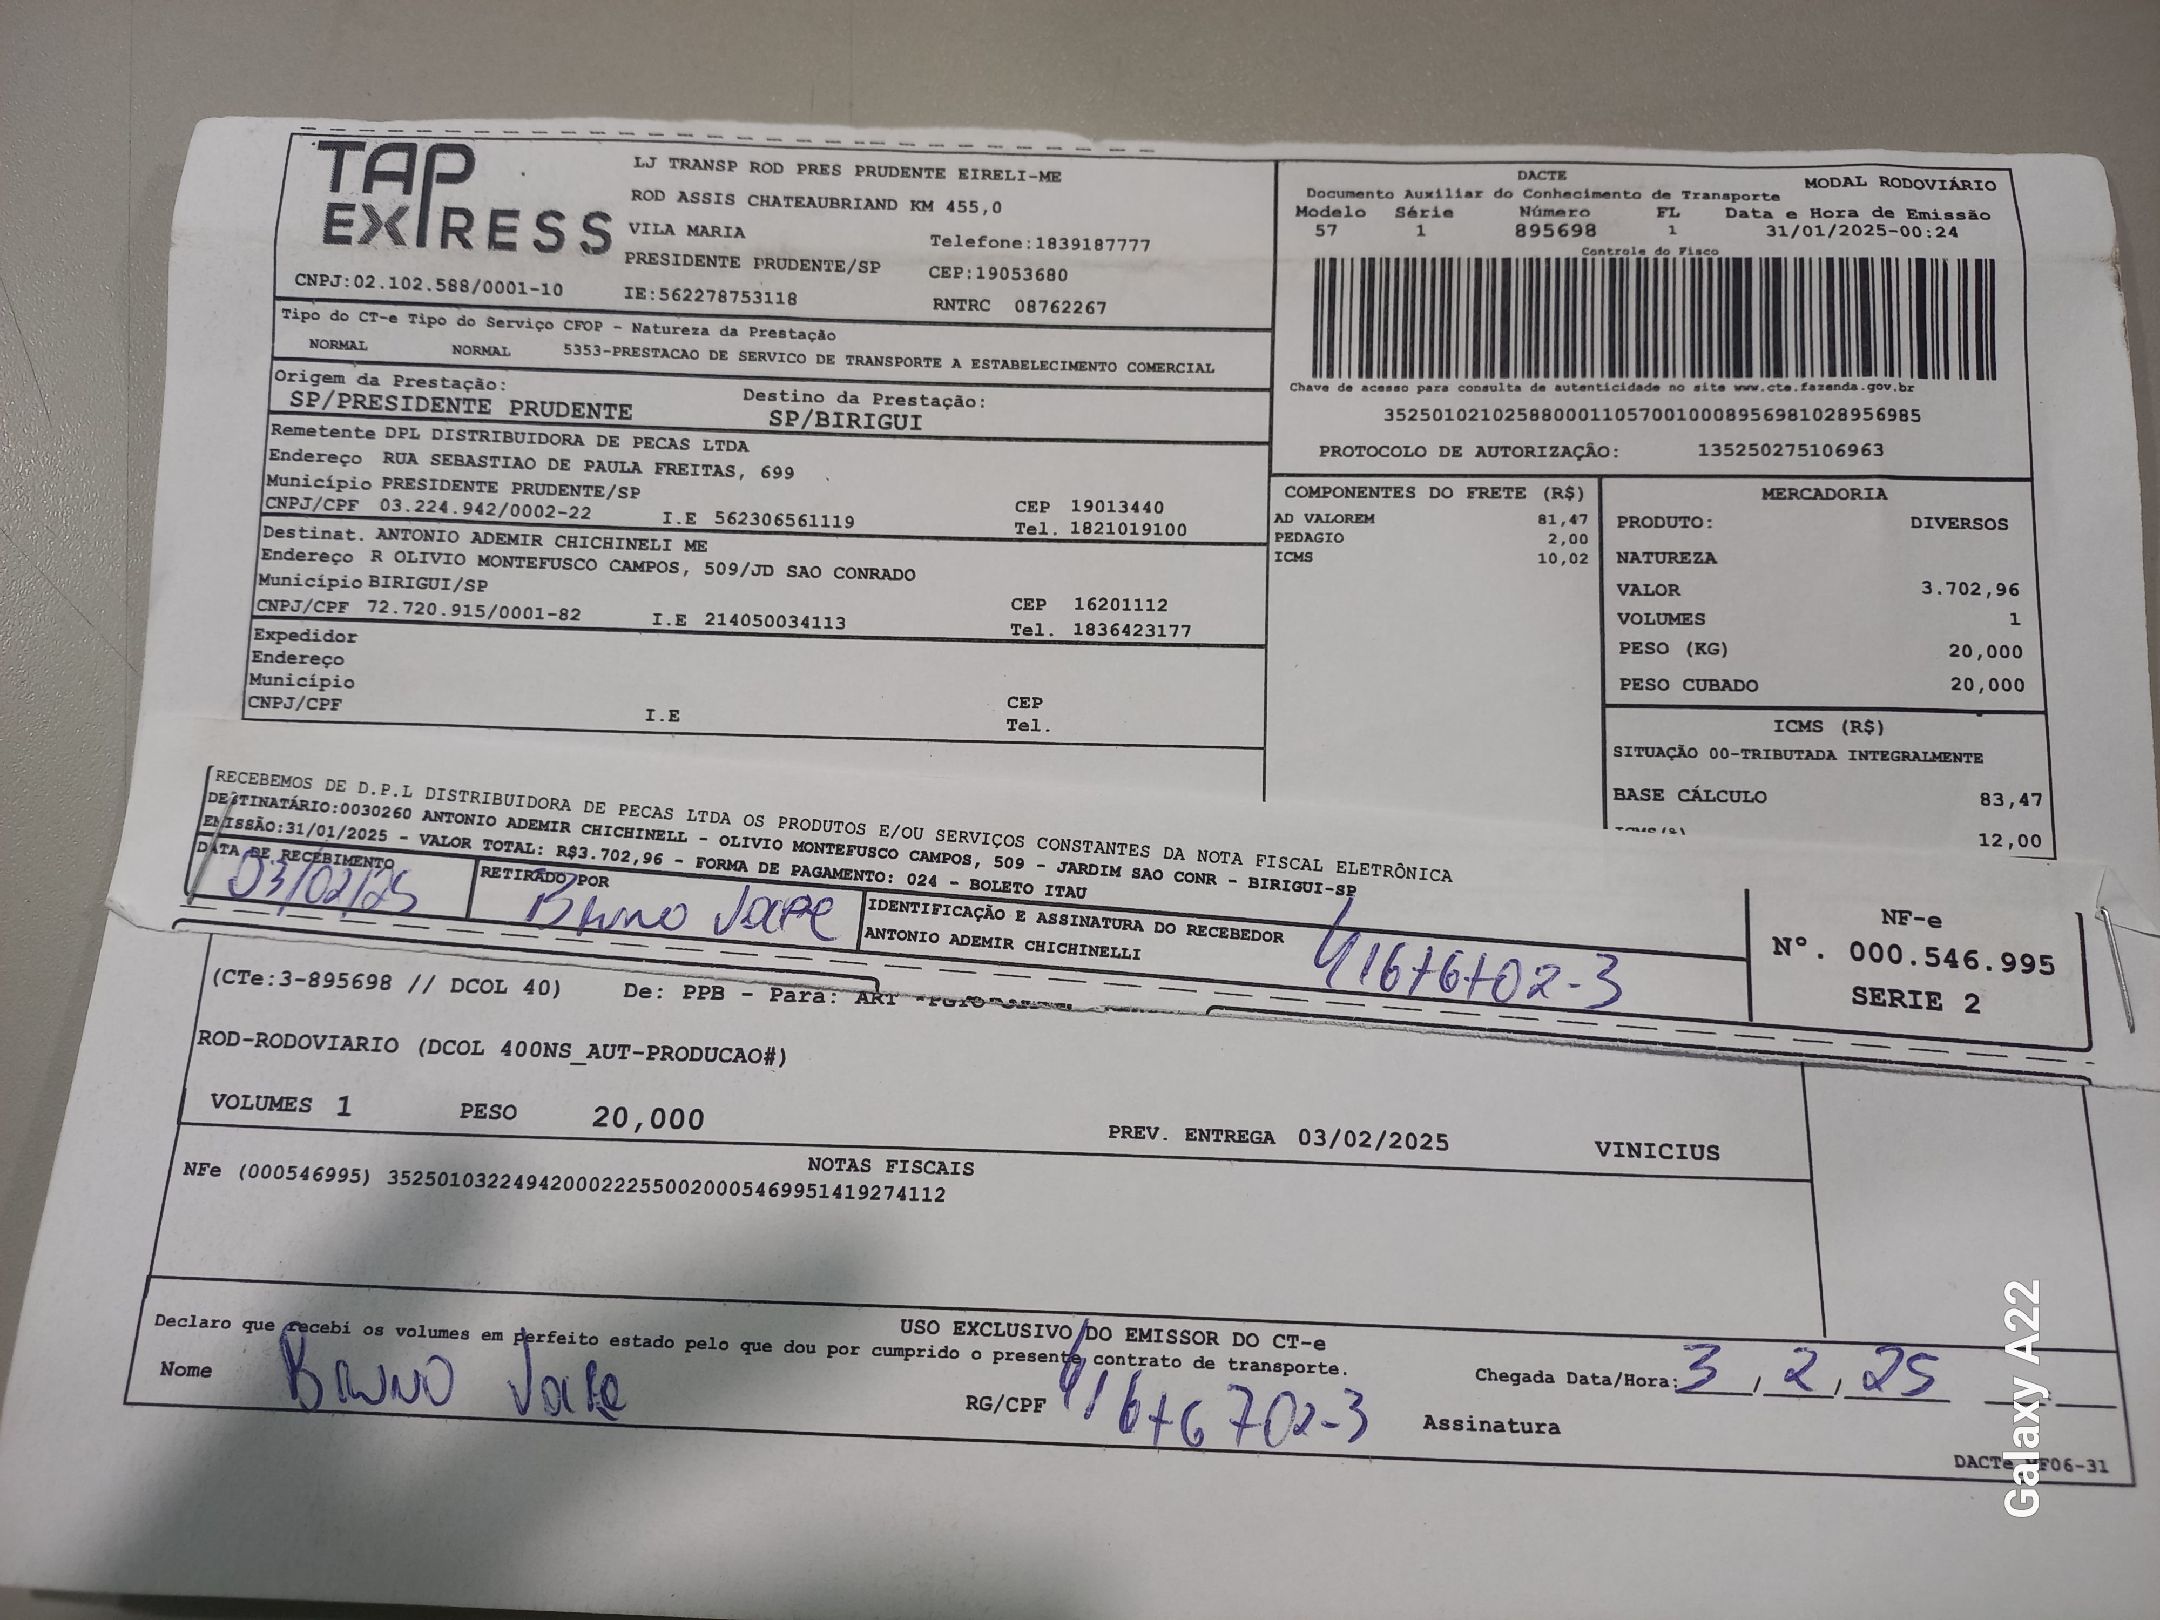 TAP EXPRESS
LJ TRANSP ROD PRES PRUDENTE EIRELI-ME
ROD ASSIS CHATEAUBRIAND KM 455,0
VILA MARIA
Telefone:1839187777
PRESIDENTE PRUDENTE/SP
CEP:19053680
CNPJ:02.102.588/0001-10
IE:562278753118
RNTRC 08762267
DACTE
MODAL RODOVIÁRIO
Documento Auxiliar do Conhecimento de Transporte
Modelo Série Número FL Data e Hora de Emissão
57 1 895698 1 31/01/2025-00:24
Controle do Fisco
Chave de acesso para consulta de autenticidade no site www.cte.fazenda.gov.br
35250102102588000110570010008956981028956985
PROTOCOLO DE AUTORIZAÇÃO: 135250275106963
Tipo do CT-e Tipo do Serviço CFOP - Natureza da Prestação
NORMAL NORMAL 5353-PRESTACAO DE SERVICO DE TRANSPORTE A ESTABELECIMENTO COMERCIAL
Origem da Prestação: Destino da Prestação:
SP/PRESIDENTE PRUDENTE SP/BIRIGUI
Remetente DPL DISTRIBUIDORA DE PECAS LTDA
Endereço RUA SEBASTIAO DE PAULA FREITAS, 699
Município PRESIDENTE PRUDENTE/SP CEP 19013440
CNPJ/CPF 03.224.942/0002-22 I.E 562306561119 Tel. 1821019100
Destinat. ANTONIO ADEMIR CHICHINELI ME
Endereço R OLIVIO MONTEFUSCO CAMPOS, 509/JD SAO CONRADO
Município BIRIGUI/SP CEP 16201112
CNPJ/CPF 72.720.915/0001-82 I.E 214050034113 Tel. 1836423177
Expedidor
Endereço
Município CEP
CNPJ/CPF I.E Tel.
COMPONENTES DO FRETE (R$)
AD VALOREM 81,47
PEDAGIO 2,00
ICMS 10,02
MERCADORIA
PRODUTO: DIVERSOS
NATUREZA
VALOR 3.702,96
VOLUMES 1
PESO (KG) 20,000
PESO CUBADO 20,000
ICMS (R$)
SITUAÇÃO 00-TRIBUTADA INTEGRALMENTE
BASE CÁLCULO 83,47
12,00
RECEBEMOS DE D.P.L DISTRIBUIDORA DE PECAS LTDA OS PRODUTOS E/OU SERVIÇOS CONSTANTES DA NOTA FISCAL ELETRÔNICA
DESTINATÁRIO:0030260 ANTONIO ADEMIR CHICHINELL - OLIVIO MONTEFUSCO CAMPOS, 509 - JARDIM SAO CONR - BIRIGUI-SP
EMISSÃO:31/01/2025 - VALOR TOTAL: R$3.702,96 - FORMA DE PAGAMENTO: 024 - BOLETO ITAU
DATA DE RECEBIMENTO
03/02/25
RETIRADO POR
Bruno
IDENTIFICAÇÃO E ASSINATURA DO RECEBEDOR
ANTONIO ADEMIR CHICHINELLI
NF-e
Nº. 000.546.995
SERIE 2
(CTe:3-895698 // DCOL 40) De: PPB - Para: ART
ROD-RODOVIARIO (DCOL 400NS_AUT-PRODUCAO#)
VOLUMES 1 PESO 20,000 PREV. ENTREGA 03/02/2025 VINICIUS
NOTAS FISCAIS
NFe (000546995) 35250103224942000222550020005469951419274112
USO EXCLUSIVO DO EMISSOR DO CT-e
Declaro que recebi os volumes em perfeito estado pelo que dou por cumprido o presente contrato de transporte.
Nome Bruno
RG/CPF 41676702-3
Chegada Data/Hora: 3, 2, 25
Assinatura
Galaxy A22